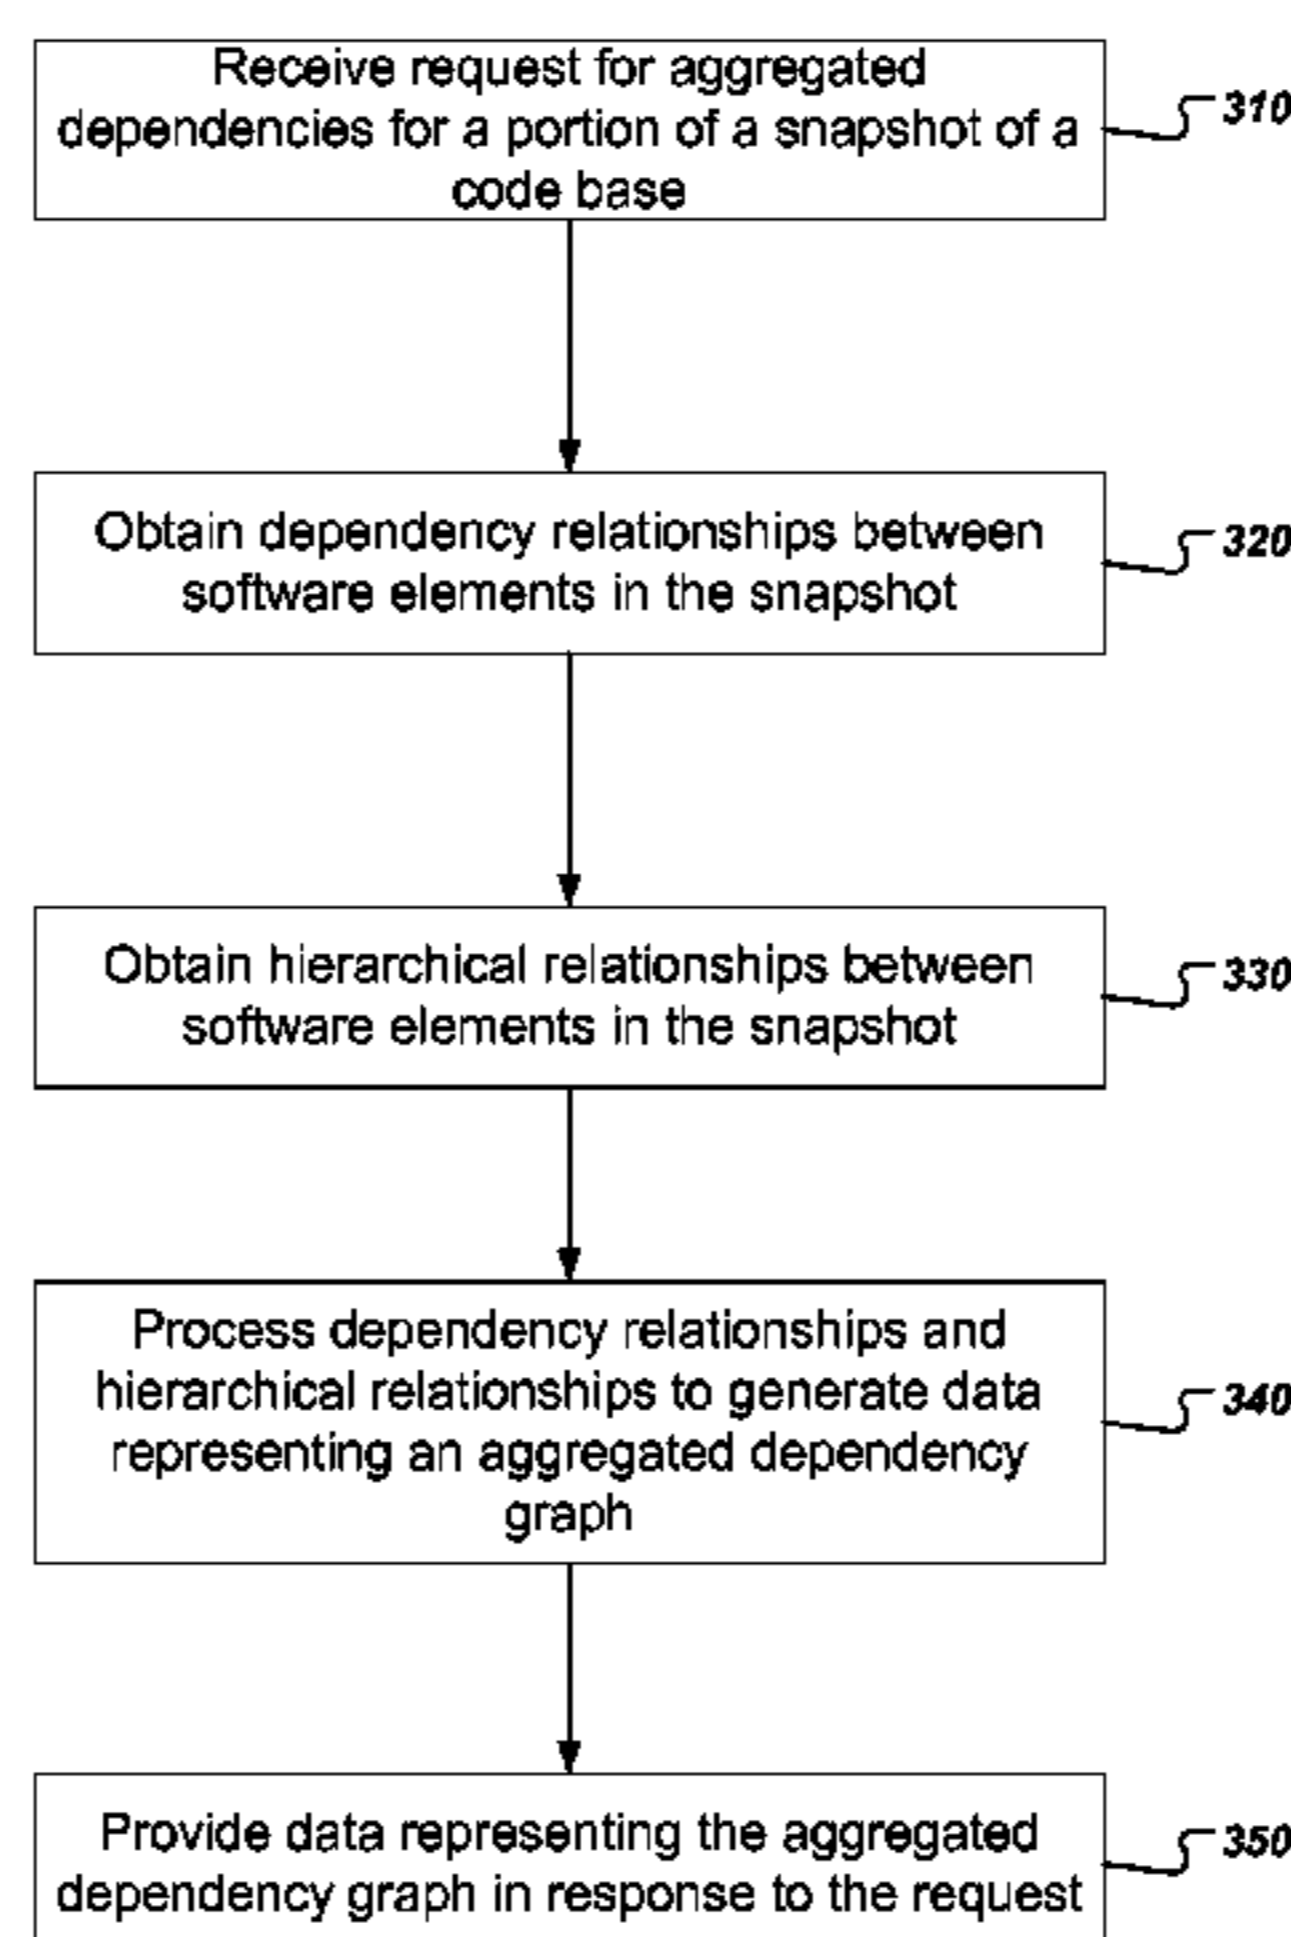 Receive request for aggregated
dependencies for a portion of a snapshot of a
code base
310
Obtain dependency relationships between
software elements in the snapshot
320
Obtain hierarchical relationships between
software elements in the snapshot
330
Process dependency relationships and
hierarchical relationships to generate data
representing an aggregated dependency
graph
340
Provide data representing the aggregated
dependency graph in response to the request
350